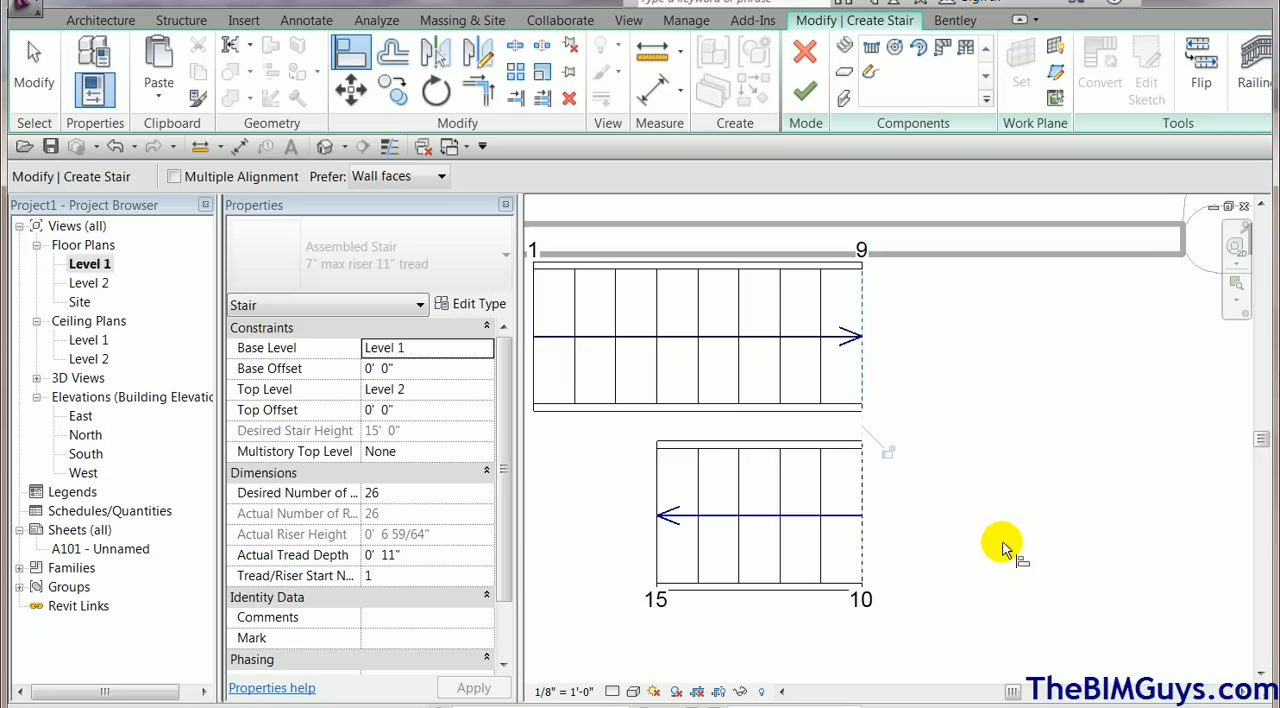 Type a keyword or phrase
Sign In
Architecture Structure Insert Annotate Analyze Massing & Site Collaborate View Manage Add-Ins Modify | Create Stair Bentley
Modify Paste Set Convert Edit Sketch Flip Railin
Select Properties Clipboard Geometry Modify View Measure Create Mode Components Work Plane Tools
Modify | Create Stair Multiple Alignment Prefer: Wall faces
Project1 - Project Browser
Views (all)
Floor Plans
Level 1
Level 2
Site
Ceiling Plans
Level 1
Level 2
3D Views
Elevations (Building Elevatio
East
North
South
West
Legends
Schedules/Quantities
Sheets (all)
A101 - Unnamed
Families
Groups
Revit Links
Properties
Assembled Stair
7" max riser 11" tread
Stair Edit Type
Constraints
Base Level Level 1
Base Offset 0' 0"
Top Level Level 2
Top Offset 0' 0"
Desired Stair Height 15' 0"
Multistory Top Level None
Dimensions
Desired Number of ... 26
Actual Number of R... 26
Actual Riser Height 0' 6 59/64"
Actual Tread Depth 0' 11"
Tread/Riser Start N... 1
Identity Data
Comments
Mark
Phasing
Properties help Apply
1 9
15 10
1/8" = 1'-0"
TheBIMGuys.com